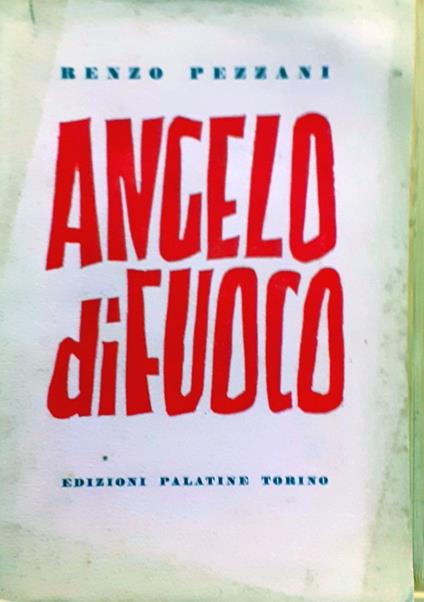 RENZO PEZZANI
ANGELO
diFUOCO
EDIZIONI PALATINE TORINO